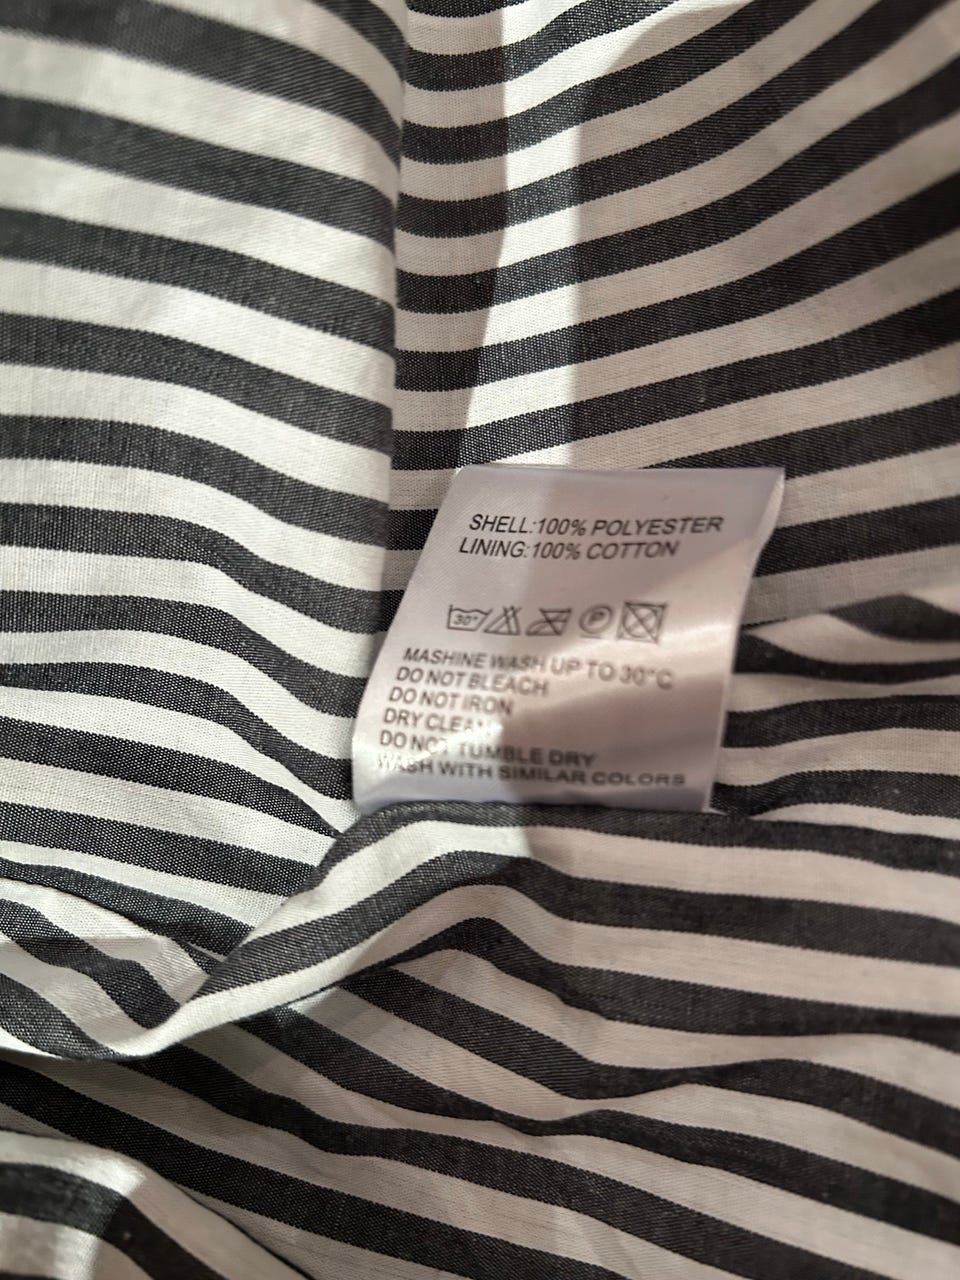 SHELL:100% POLYESTER
LINING:100% COTTON
30° P
MASHINE WASH UP TO 30°C
DO NOT BLEACH
DO NOT IRON
DRY CLEAN
DO NOT TUMBLE DRY
WASH WITH SIMILAR COLORS